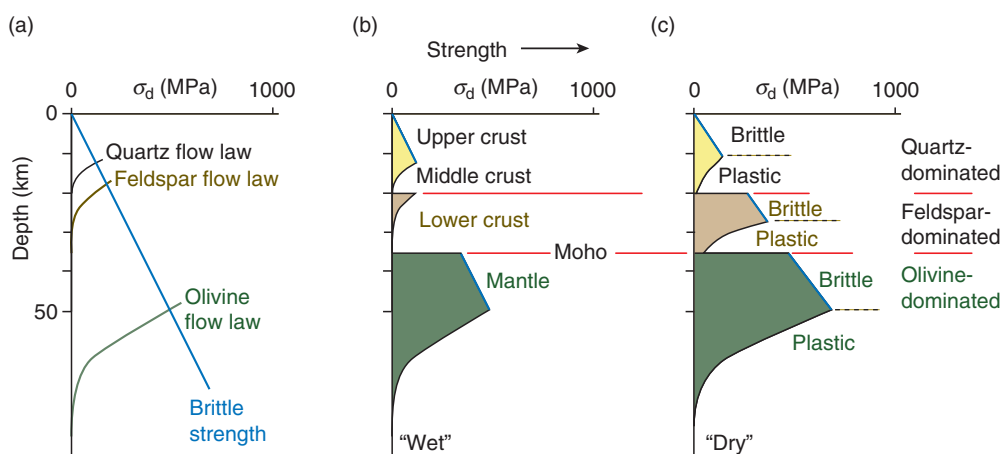 (a)
(b)
(c)
Strength
0
σd (MPa)
1000
0
σd (MPa)
1000
0
σd (MPa)
1000
0
50
Depth (km)
Quartz flow law
Feldspar flow law
Olivine
flow law
Brittle
strength
Upper crust
Middle crust
Lower crust
Moho
Mantle
“Wet”
Brittle
Plastic
Brittle
Plastic
Brittle
Plastic
“Dry”
Quartz-
dominated
Feldspar-
dominated
Olivine-
dominated